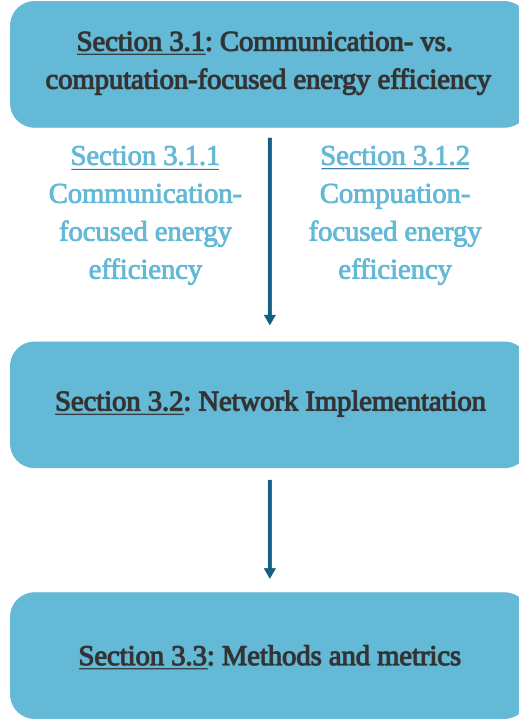 Section 3.1: Communication- vs.
computation-focused energy efficiency
Section 3.1.1
Communication-
focused energy
efficiency
Section 3.1.2
Compuation-
focused energy
efficiency
Section 3.2: Network Implementation
Section 3.3: Methods and metrics